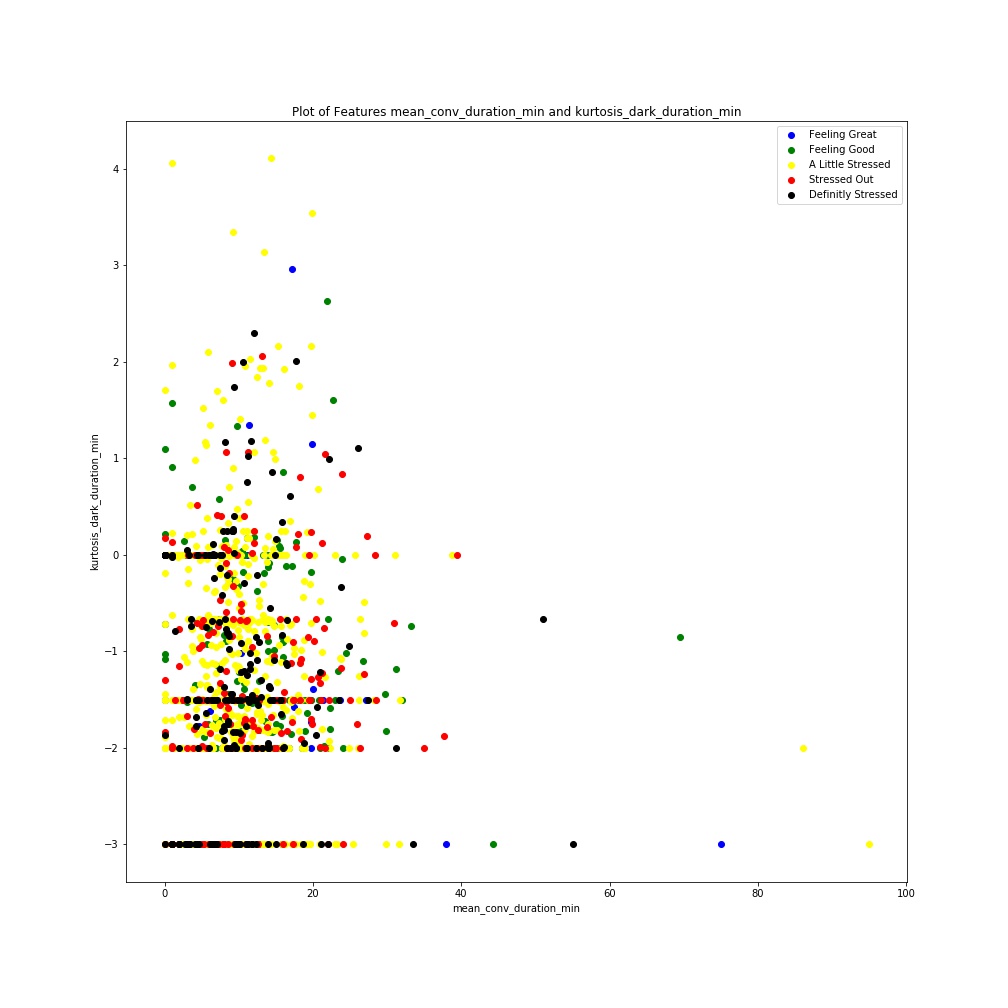 Plot of Features mean_conv_duration_min and kurtosis_dark_duration_min
Feeling Great
Feeling Good
A Little Stressed
Stressed Out
Definitly Stressed
4
3
2
1
0
−1
−2
−3
kurtosis_dark_duration_min
0 20 40 60 80 100
mean_conv_duration_min